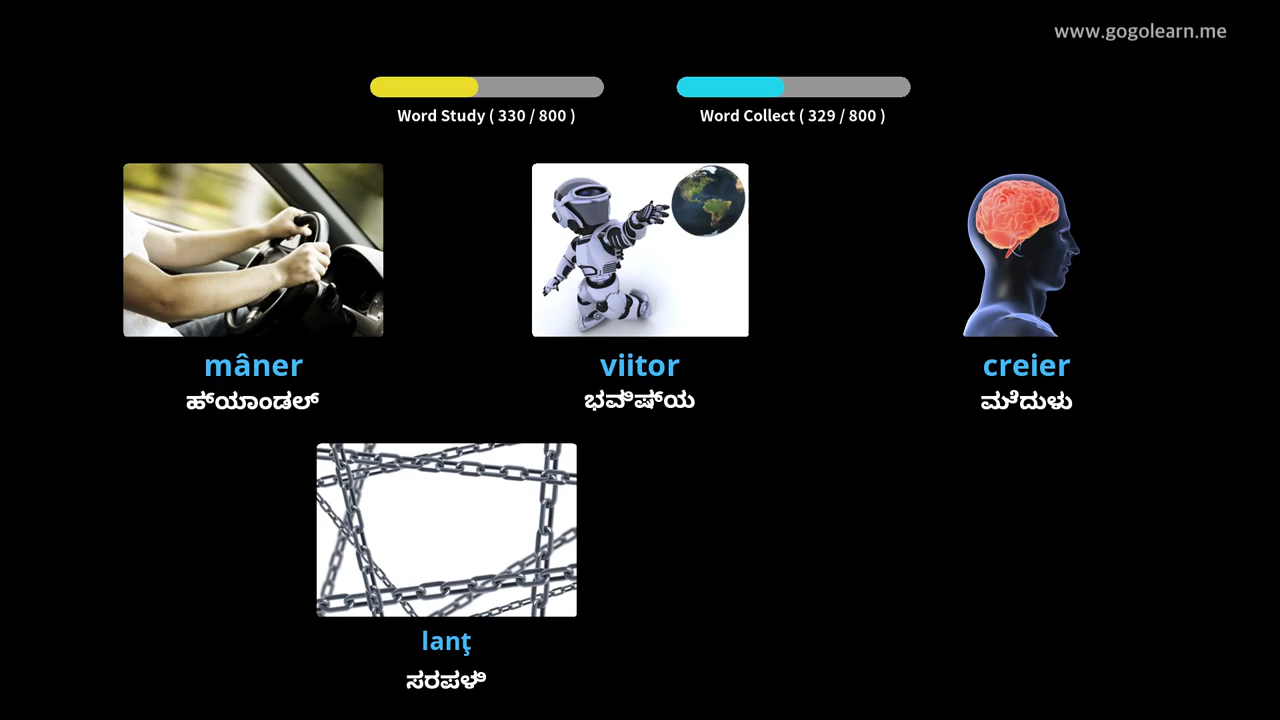 www.gogolearn.me
Word Study ( 330 / 800 )
Word Collect ( 329 / 800 )
mâner
ಹ್ಯಾಂಡಲ್
viitor
ಭವಿಷ್ಯ
creier
ಮೆದುಳು
lanţ
ಸರಪಳಿ